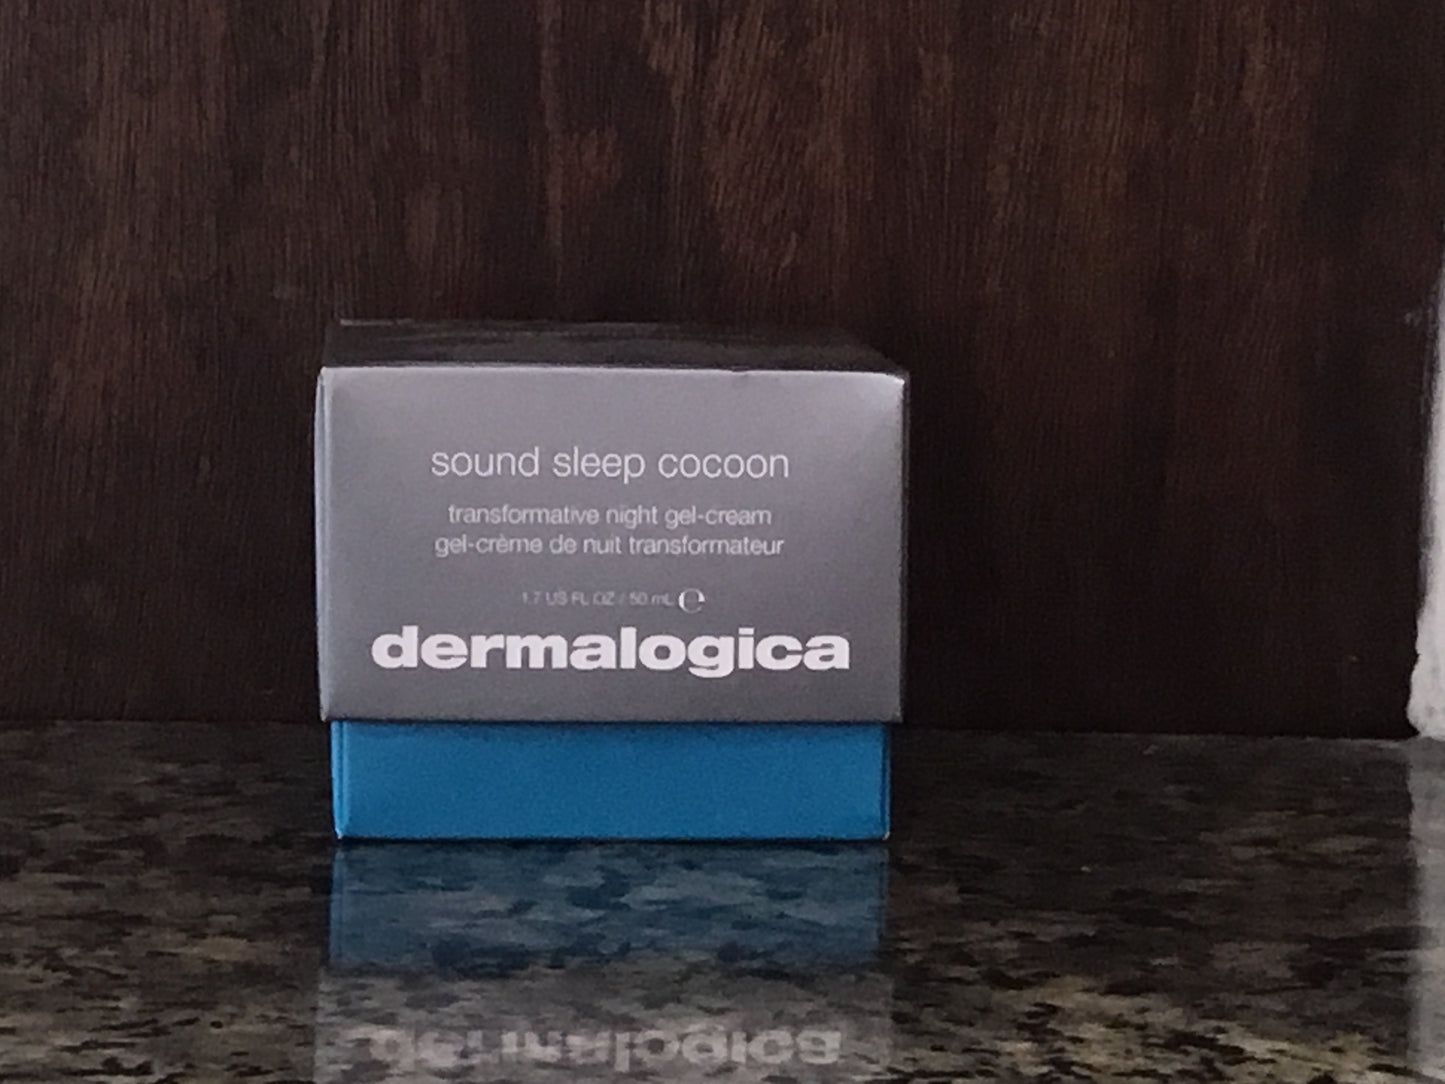 sound sleep cocoon
transformative night gel-cream
gel-crème de nuit transformateur
1.7 US FL OZ / 50 mL ℮
dermalogica